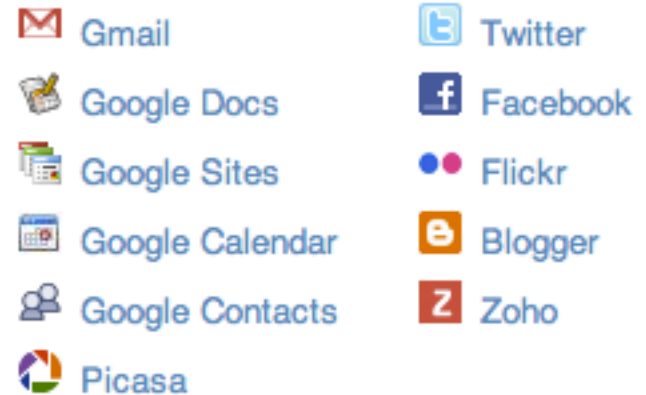 Gmail
Google Docs
Google Sites
Google Calendar
Google Contacts
Picasa
Twitter
Facebook
Flickr
Blogger
Zoho